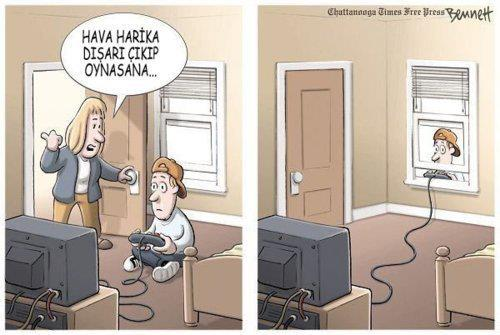 HAVA HARİKA
DIŞARI ÇIKIP
OYNASANA...
Chattanooga Times Free Press Bennett